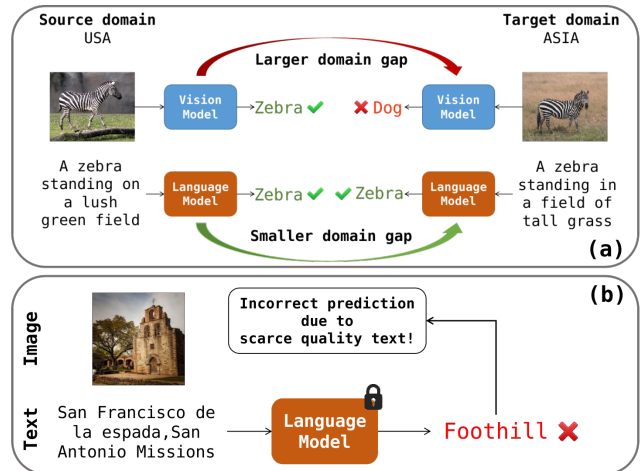 Source domain
USA
Target domain
ASIA
Larger domain gap
Vision
Model
Zebra
Dog
Vision
Model
A zebra
standing on
a lush
green field
Language
Model
Zebra
Zebra
Language
Model
A zebra
standing in
a field of
tall grass
Smaller domain gap
(a)
(b)
Image
Incorrect prediction
due to
scarce quality text!
Text
San Francisco de
la espada,San
Antonio Missions
Language
Model
Foothill